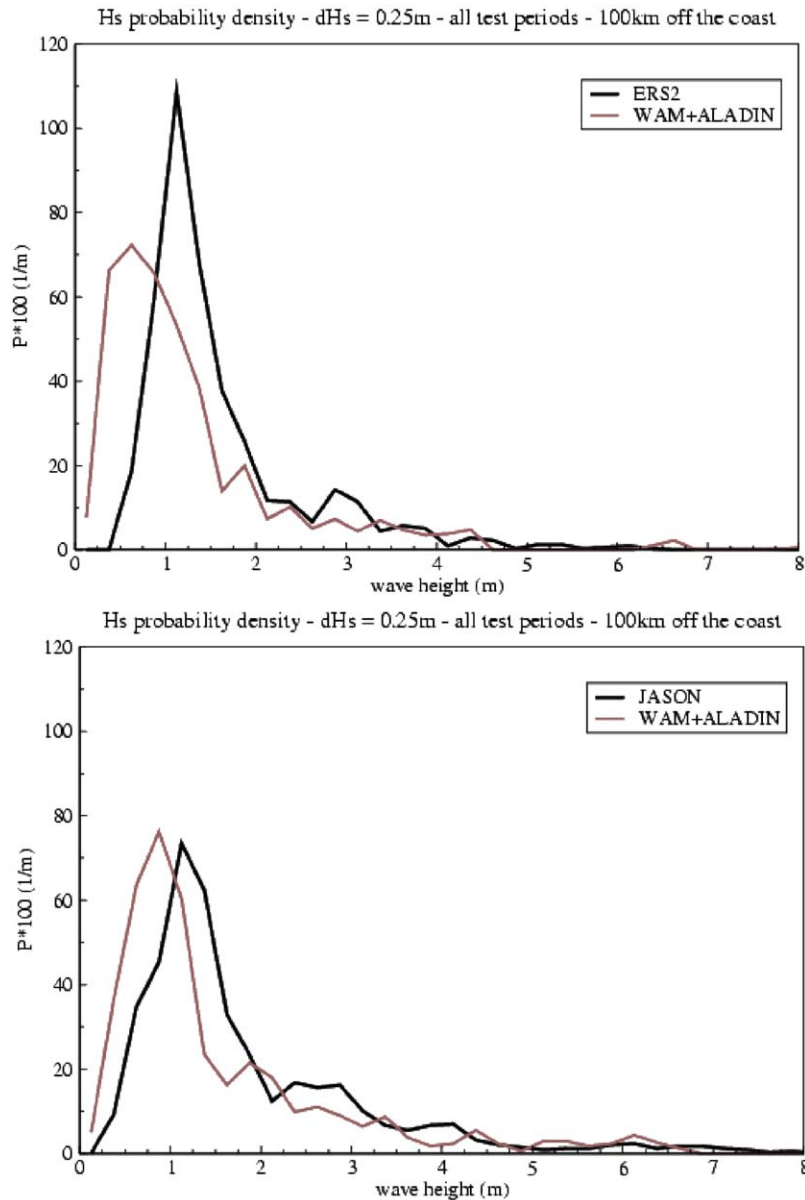 Hs probability density - dHs = 0.25m - all test periods - 100km off the coast
120
100
80
60
40
20
0
P*100 (1/m)
ERS2
WAM+ALADIN
0 1 2 3 4 5 6 7 8
wave height (m)
Hs probability density - dHs = 0.25m - all test periods - 100km off the coast
120
100
80
60
40
20
0
P*100 (1/m)
JASON
WAM+ALADIN
0 1 2 3 4 5 6 7 8
wave height (m)